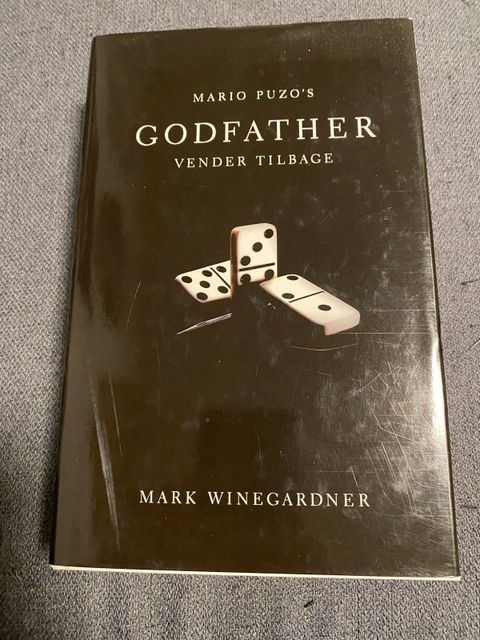 MARIO PUZO'S
GODFATHER
VENDER TILBAGE
MARK WINEGARDNER